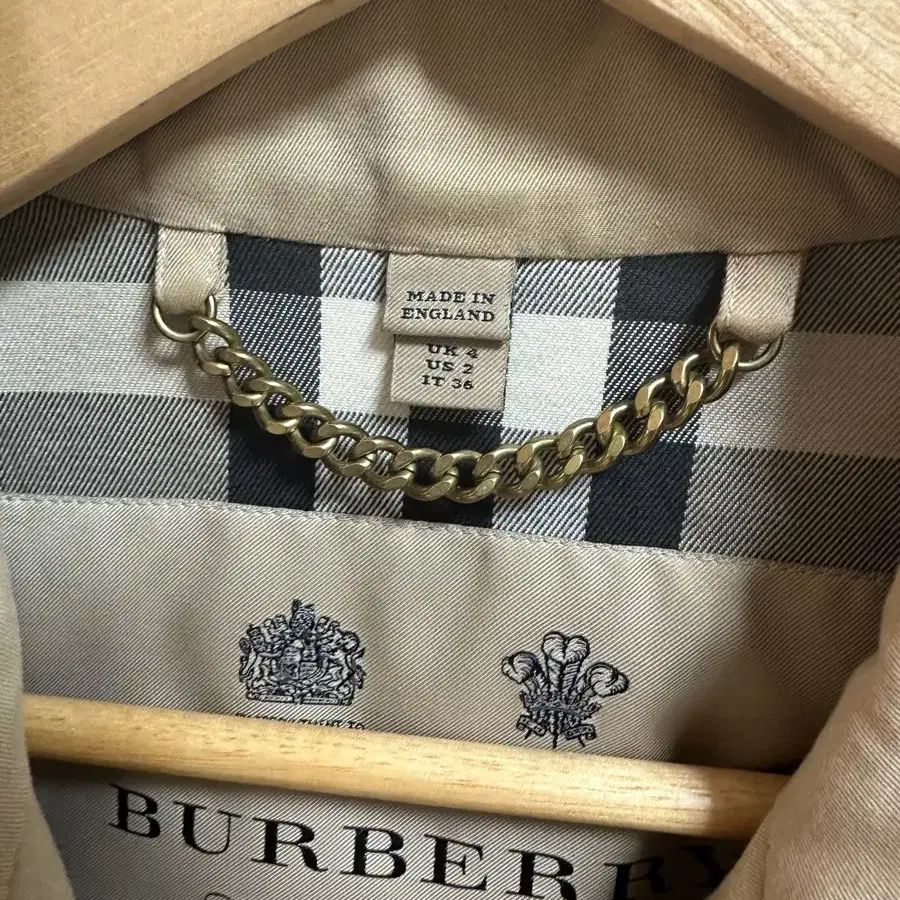 MADE IN
ENGLAND
UK 4
US 2
IT 36
BURBERRY